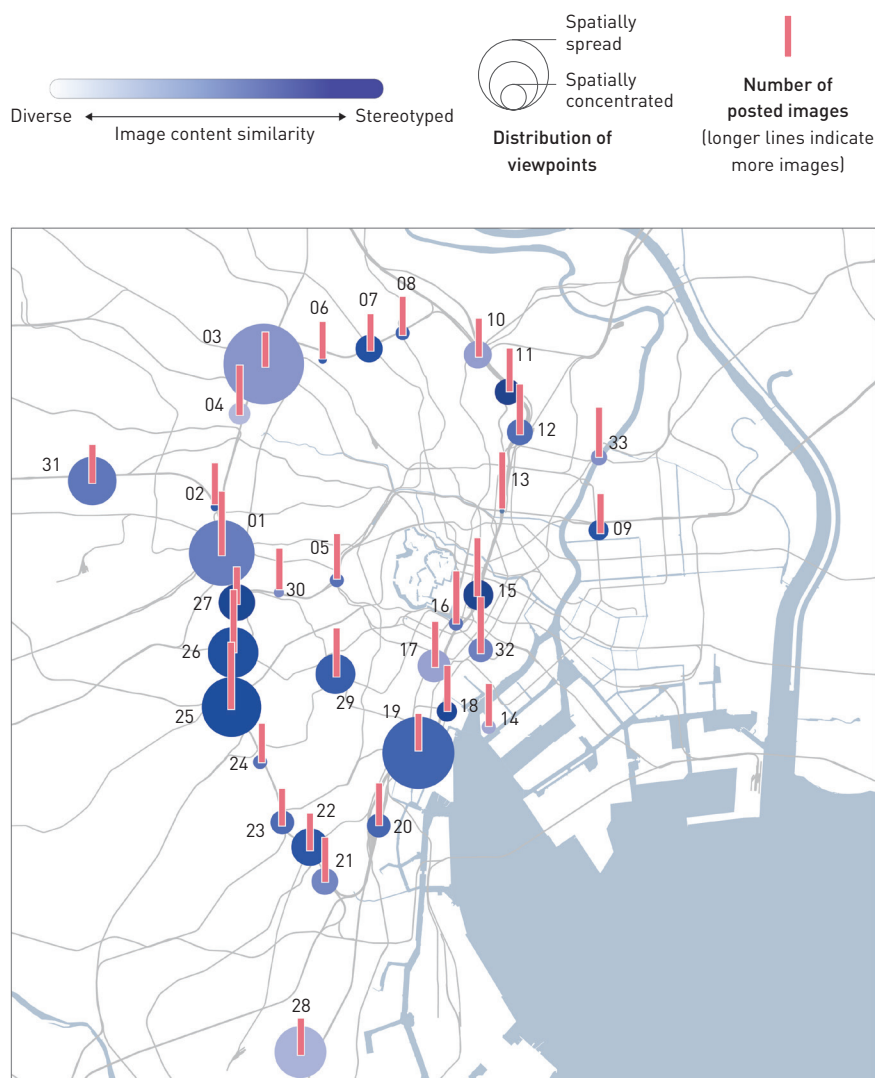 Diverse
Stereotyped
Image content similarity
Spatially
spread
Spatially
concentrated
Distribution of
viewpoints
Number of
posted images
(longer lines indicate
more images)
08
07
06
10
03
11
04
12
33
31
13
02
01
09
05
30
27
15
16
26
17
32
29
25
18
14
19
24
22
23
20
21
28